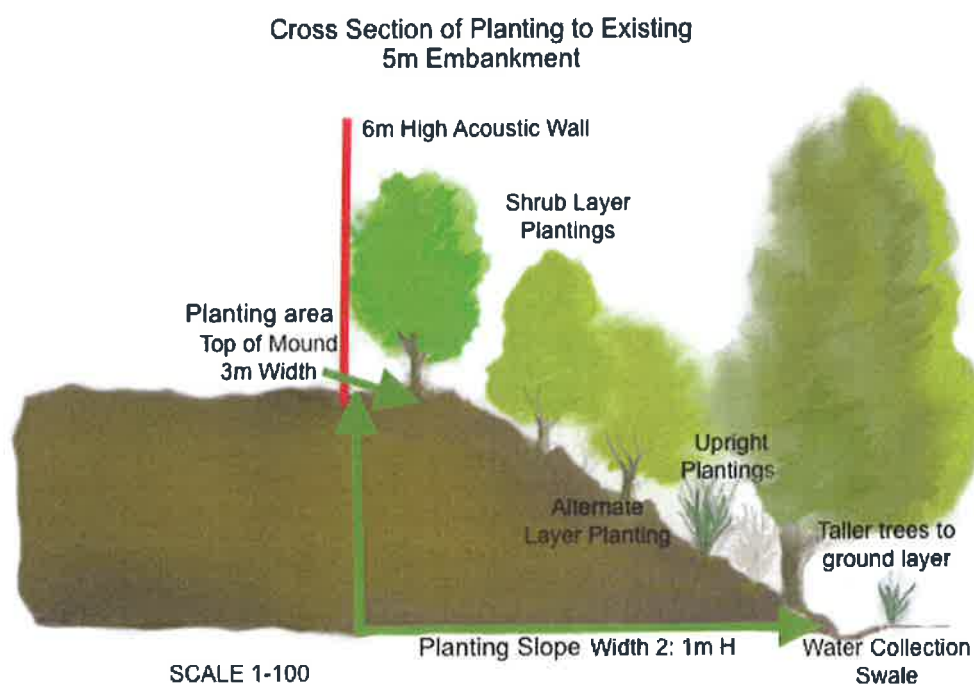 Cross Section of Planting to Existing
5m Embankment
6m High Acoustic Wall
Shrub Layer
Plantings
Planting area
Top of Mound
3m Width
Upright
Plantings
Alternate
Layer Planting
Taller trees to
ground layer
Planting Slope Width 2: 1m H
Water Collection
Swale
SCALE 1-100